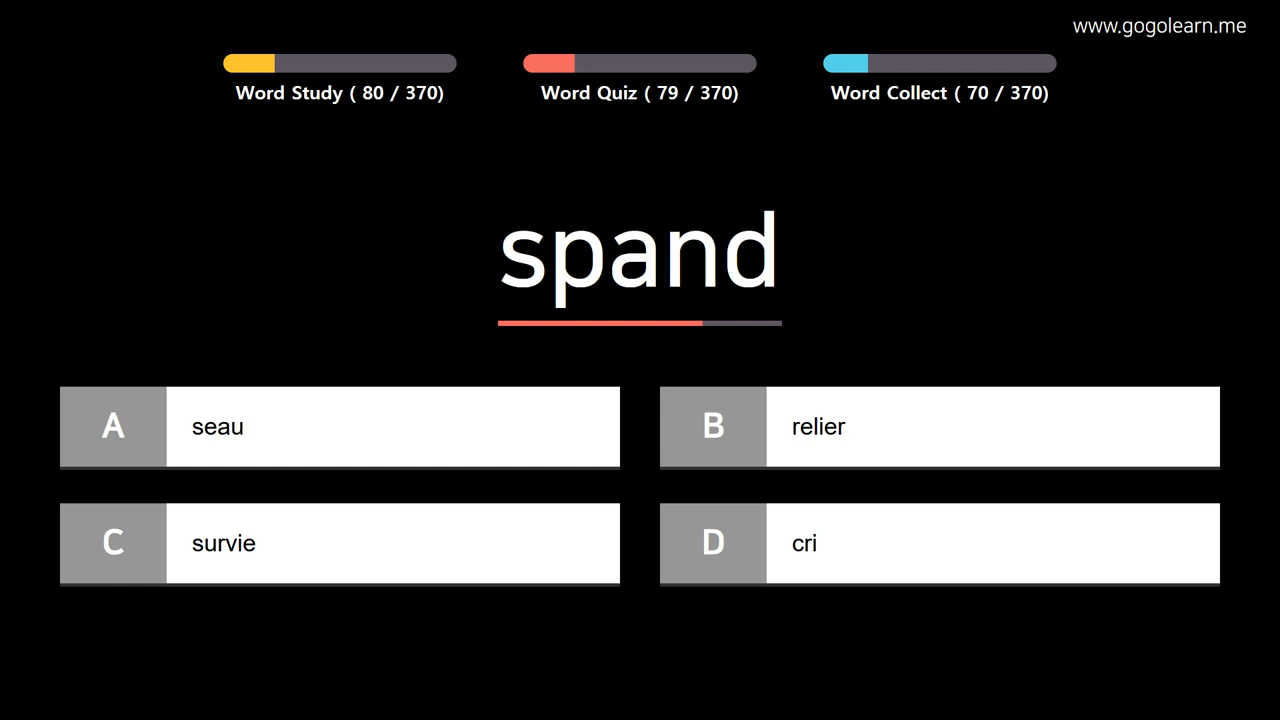 www.gogolearn.me
Word Study ( 80 / 370)
Word Quiz ( 79 / 370)
Word Collect ( 70 / 370)
spand
A seau
B relier
C survie
D cri